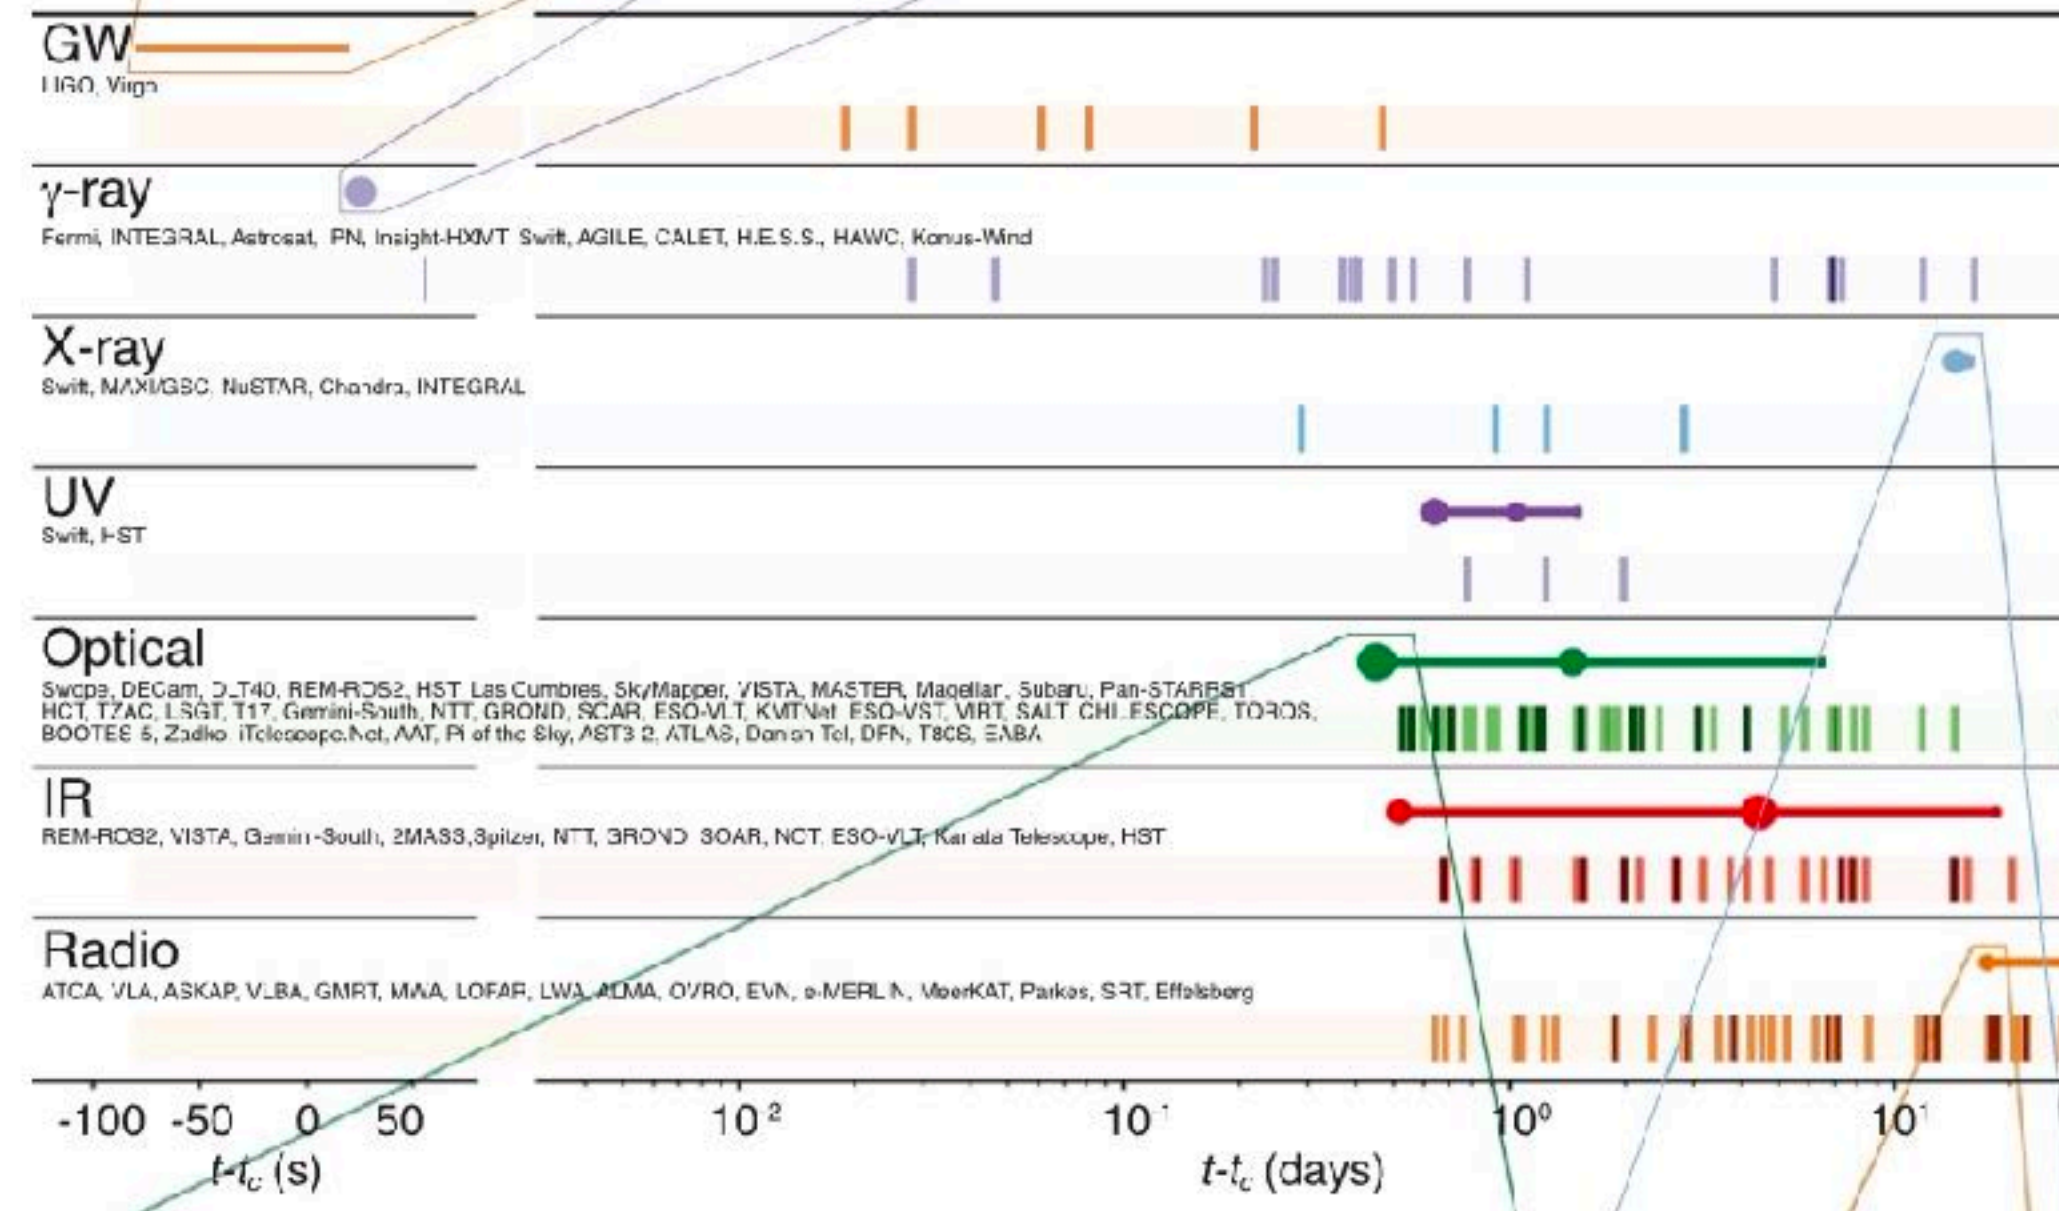 GW
LIGO, Virgo
γ-ray
Fermi, INTEGRAL, Astrosat, IPN, Insight-HXMT, Swift, AGILE, CALET, H.E.S.S., HAWC, Konus-Wind
X-ray
Swift, MAXI/GSC, NuSTAR, Chandra, INTEGRAL
UV
Swift, HST
Optical
Swope, DECam, DLT40, REM-ROS2, HST, Las Cumbres, SkyMapper, VISTA, MASTER, Magellan, Subaru, Pan-STARRS1,
HCT, TZAC, LSGT, T17, Gemini-South, NTT, GROND, SOAR, ESO-VLT, KMTNet, ESO-VST, VIRT, SALT, CHILESCOPE, TOROS,
BOOTES-5, Zadko, iTelescope.Net, AAT, Pi of the Sky, AST3-2, ATLAS, Danish Tel, DFN, T80S, EABA
IR
REM-ROS2, VISTA, Gemini-South, 2MASS,Spitzer, NTT, GROND, SOAR, NOT, ESO-VLT, Kanata Telescope, HST
Radio
ATCA, VLA, ASKAP, VLBA, GMRT, MWA, LOFAR, LWA, ALMA, OVRO, EVN, e-MERLIN, MeerKAT, Parkes, SRT, Effelsberg
-100 -50 0 50 10⁻² 10⁻¹ 10⁰ 10¹
t-tc (s) t-tc (days)